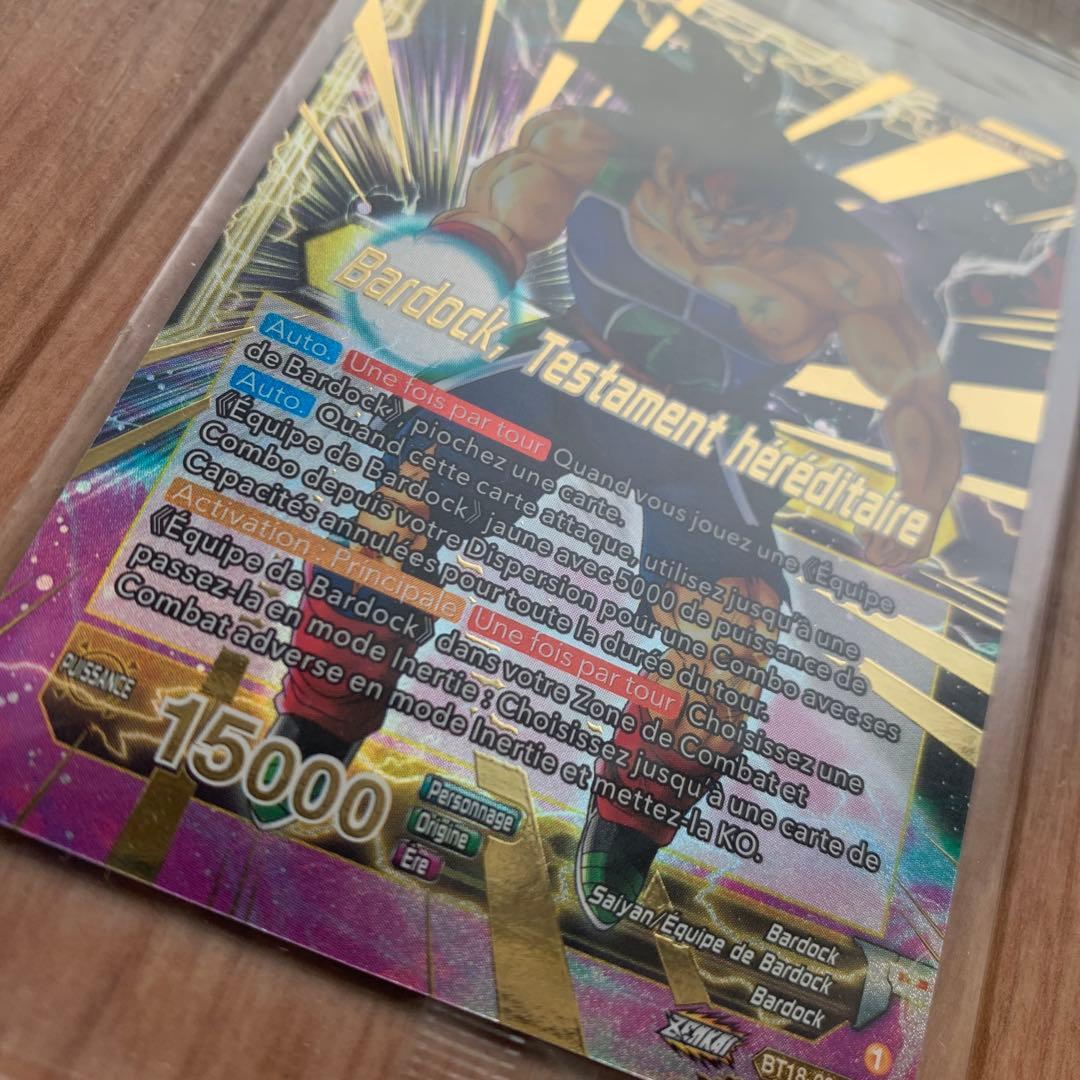 Bardock, Testament héréditaire
Auto. Une fois par tour Quand vous jouez une《Équipe
de Bardock》, piochez une carte.
Auto. Quand cette carte attaque, utilisez jusqu'à une
《Équipe de Bardock》jaune avec 5000 de puissance de
Combo depuis votre Dispersion pour une Combo avec ses
Capacités annulées pour toute la durée du tour.
Activation : Principale Une fois par tour Choisissez une
《Équipe de Bardock》dans votre Zone de Combat et
passez-la en mode Inertie : Choisissez jusqu'à une carte de
Combat adverse en mode Inertie et mettez-la KO.
PUISSANCE
15000
Personnage
Origine
Ère
Bardock
Saiyan/Équipe de Bardock
Bardock
ZENKAI
1